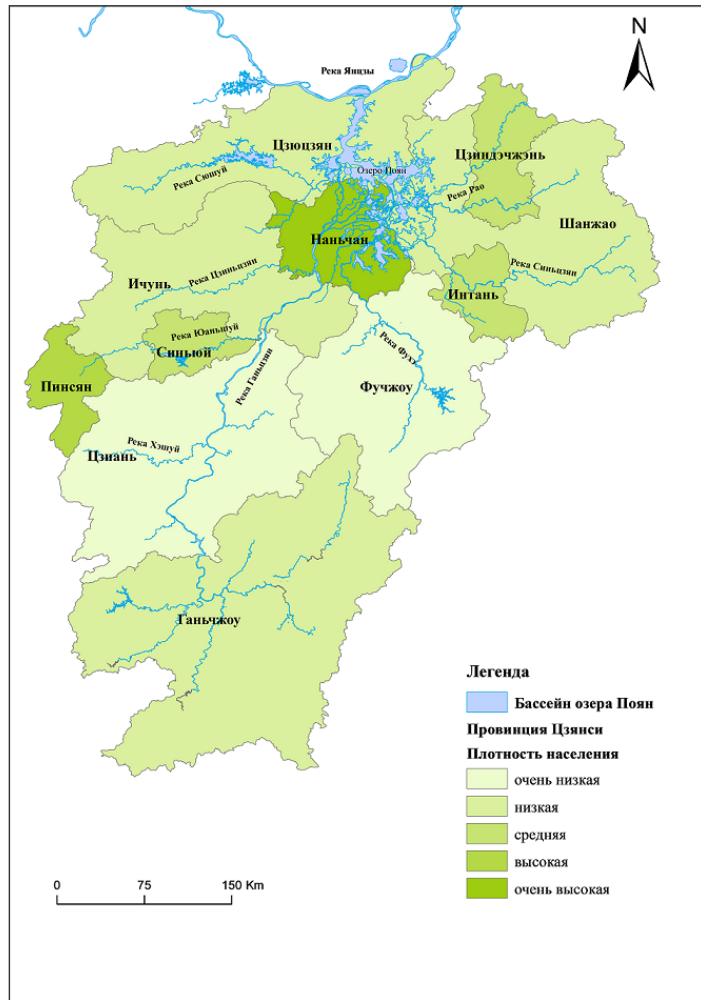 N
Река Янцзы
Цзюцзян
Цзиндэчжэнь
Озеро Поян
Река Сюшуй
Река Рао
Шанжао
Наньчан
Река Синьцзян
Ичунь
Река Цзиньцзян
Интань
Река Юаньшуй
Синьюй
Река Фухэ
Пинсян
Река Ганьцзян
Фучжоу
Река Хэшуй
Цзиань
Ганьчжоу
Легенда
Бассейн озера Поян
Провинция Цзянси
Плотность населения
очень низкая
низкая
средняя
высокая
очень высокая
0 75 150 Km